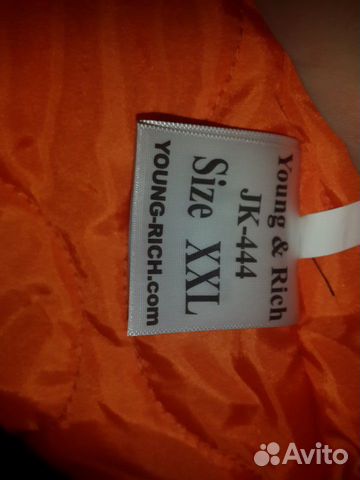 Young & Rich
JK-444
Size XXL
YOUNG-RICH.com
Avito